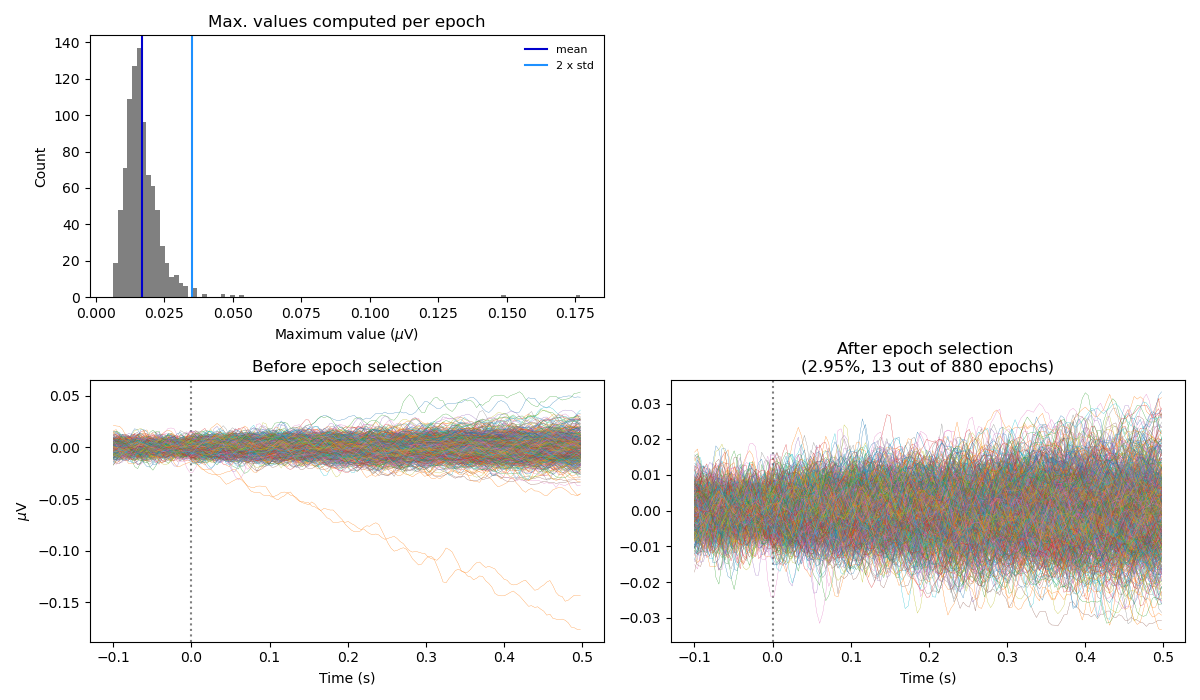 Max. values computed per epoch
140
120
100
80
60
40
20
0
Count
mean
2 x std
0.000 0.025 0.050 0.075 0.100 0.125 0.150 0.175
Maximum value (μV)
Before epoch selection
0.05
0.00
−0.05
−0.10
−0.15
μV
−0.1 0.0 0.1 0.2 0.3 0.4 0.5
Time (s)
After epoch selection
(2.95%, 13 out of 880 epochs)
0.03
0.02
0.01
0.00
−0.01
−0.02
−0.03
−0.1 0.0 0.1 0.2 0.3 0.4 0.5
Time (s)